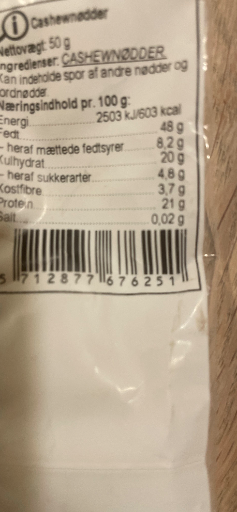 i Cashewnødder
Nettovægt: 50 g
Ingredienser: CASHEWNØDDER.
Kan indeholde spor af andre nødder og
jordnødder.
Næringsindhold pr. 100 g:
Energi 2503 kJ/603 kcal
Fedt 48 g
- heraf mættede fedtsyrer 8,2 g
Kulhydrat 20 g
- heraf sukkerarter 4,8 g
Kostfibre 3,7 g
Protein 21 g
Salt 0,02 g
5 712877 676251